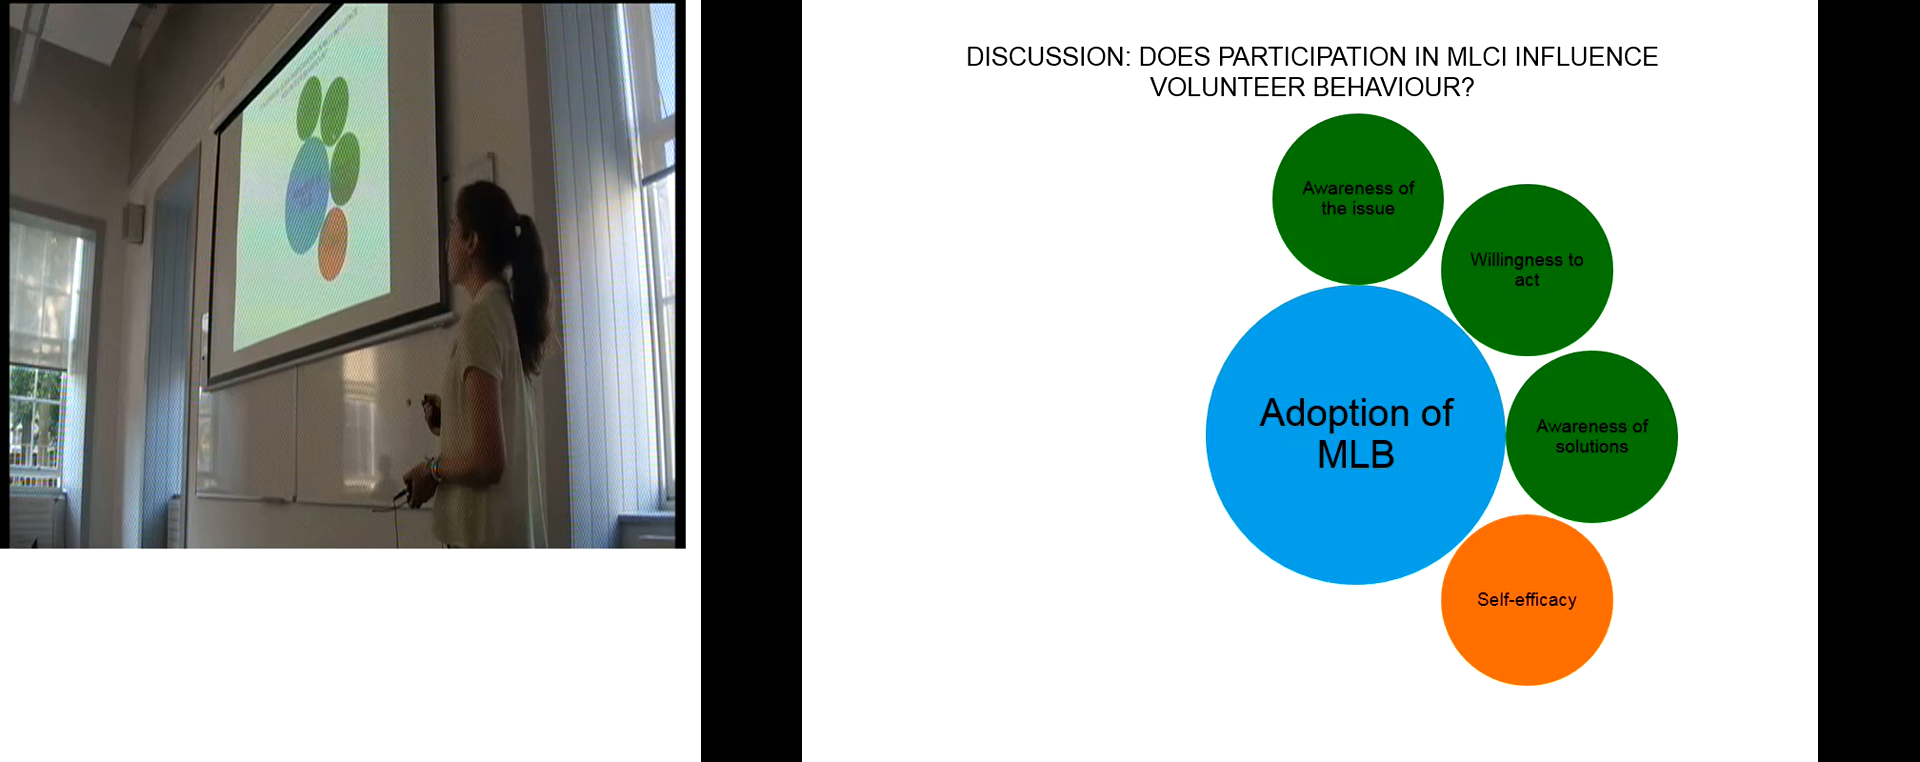 DISCUSSION: DOES PARTICIPATION IN MLCI INFLUENCE
VOLUNTEER BEHAVIOUR?
Awareness of
the issue
Willingness to
act
Adoption of
MLB
Awareness of
solutions
Self-efficacy